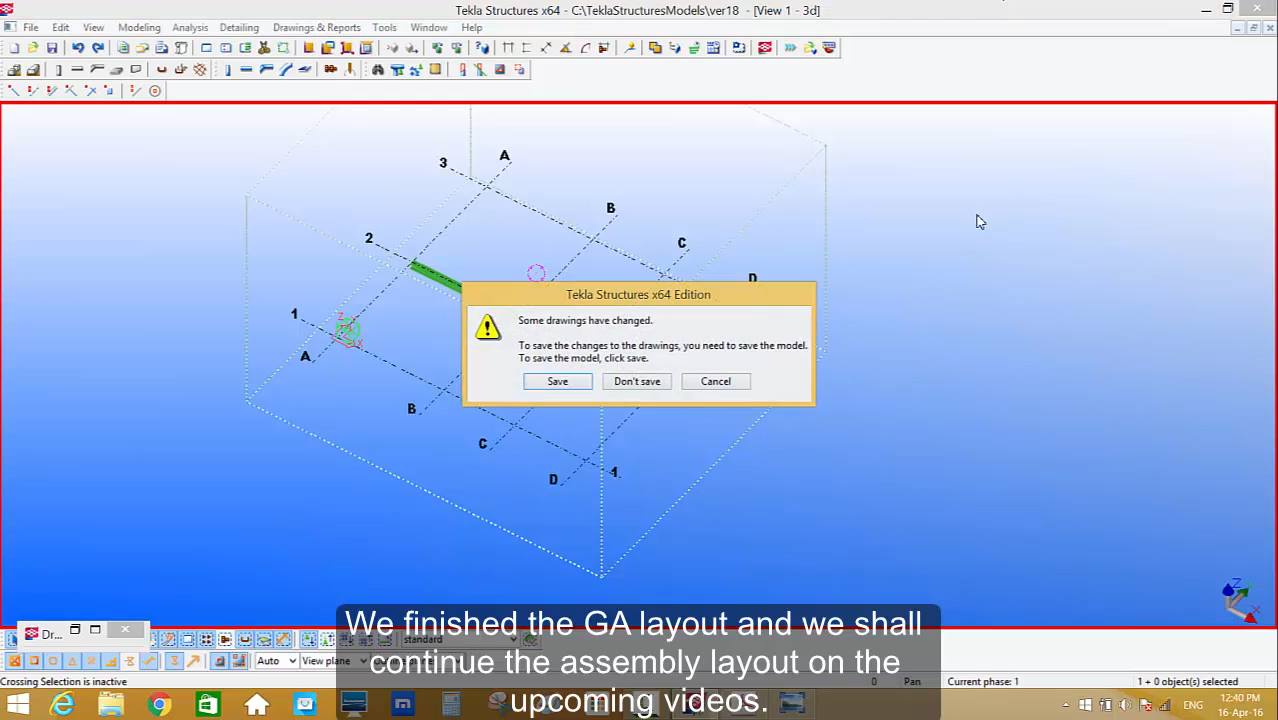 Tekla Structures x64 - C:\TeklaStructuresModels\ver18 - [View 1 - 3d]
File Edit View Modeling Analysis Detailing Drawings & Reports Tools Window Help
3 A
B
2 C
D
1
A
B
C
D 1
Z
X
Tekla Structures x64 Edition
Some drawings have changed.
To save the changes to the drawings, you need to save the model.
To save the model, click save.
Save Don't save Cancel
Z
X
We finished the GA layout and we shall
continue the assembly layout on the
upcoming videos.
Dr...
standard
Auto View plane
Crossing Selection is inactive
0 Pan Current phase: 1 1 + 0 object(s) selected
ENG 12:40 PM
16-Apr-16